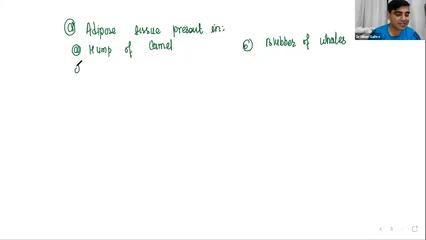 ⓐ Adipose tissue present in:
ⓐ Hump of Camel ⓑ Blubber of whales